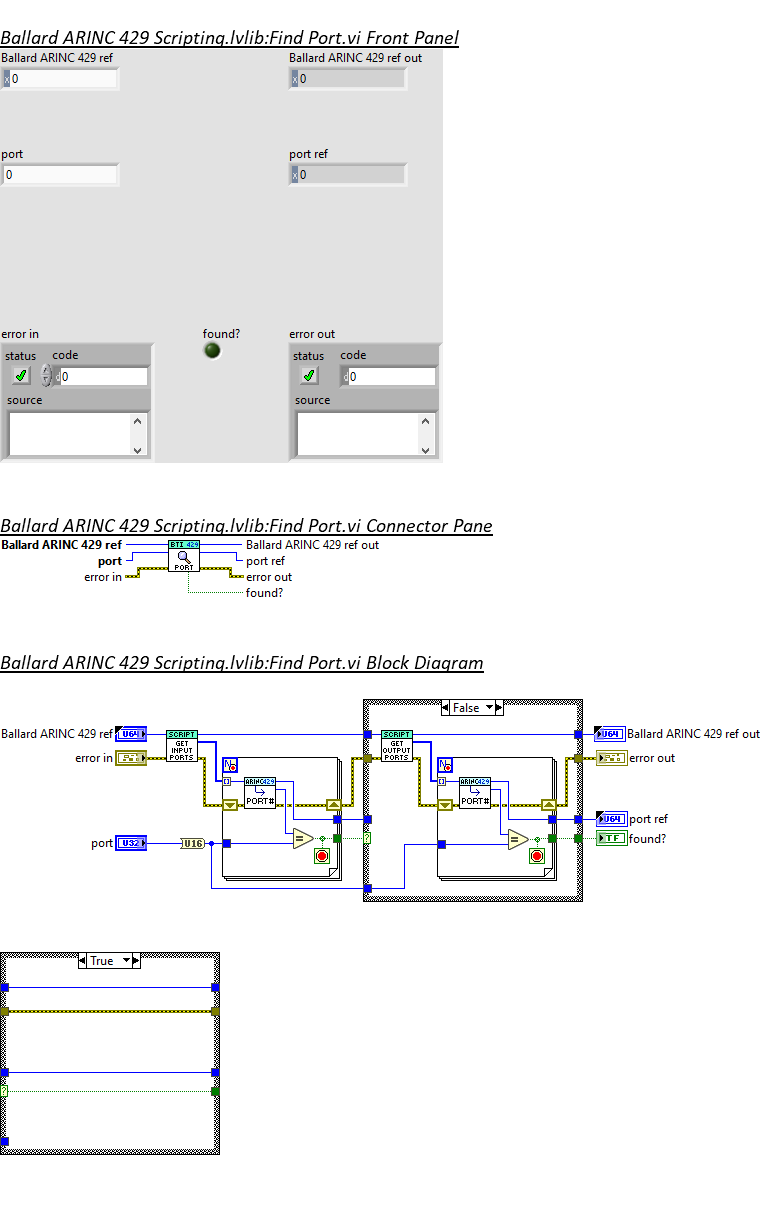 Ballard ARINC 429 Scripting.lvlib:Find Port.vi Front Panel
Ballard ARINC 429 ref
Ballard ARINC 429 ref out
x 0
x 0
port
port ref
0
x 0
error in
found?
error out
status
code
status
code
d 0
d 0
source
source
Ballard ARINC 429 Scripting.lvlib:Find Port.vi Connector Pane
Ballard ARINC 429 ref
BTI 429
Ballard ARINC 429 ref out
port
port ref
error in
PORT
error out
found?
Ballard ARINC 429 Scripting.lvlib:Find Port.vi Block Diagram
False
Ballard ARINC 429 ref
U64
SCRIPT
GET
INPUT
PORTS
SCRIPT
GET
OUTPUT
PORTS
U64
Ballard ARINC 429 ref out
error in
error out
N
N
ARINC429
PORT#
ARINC429
PORT#
U64
port ref
port
U32
U16
=
?
=
TF
found?
True
?